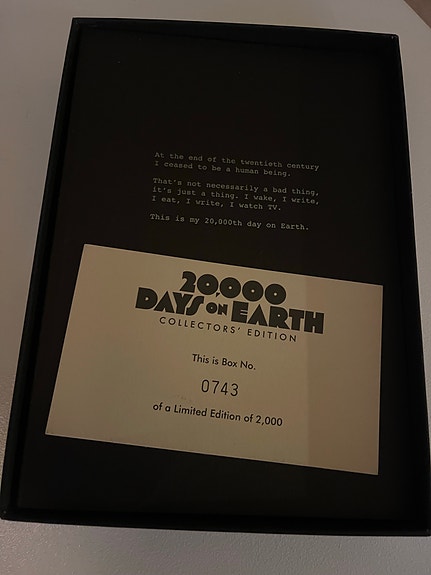 At the end of the twentieth century
I ceased to be a human being.
That's not necessarily a bad thing,
it's just a thing. I wake, I write,
I eat, I write, I watch TV.
This is my 20,000th day on Earth.
20,000
DAYS ON EARTH
COLLECTORS' EDITION
This is Box No.
0743
of a Limited Edition of 2,000